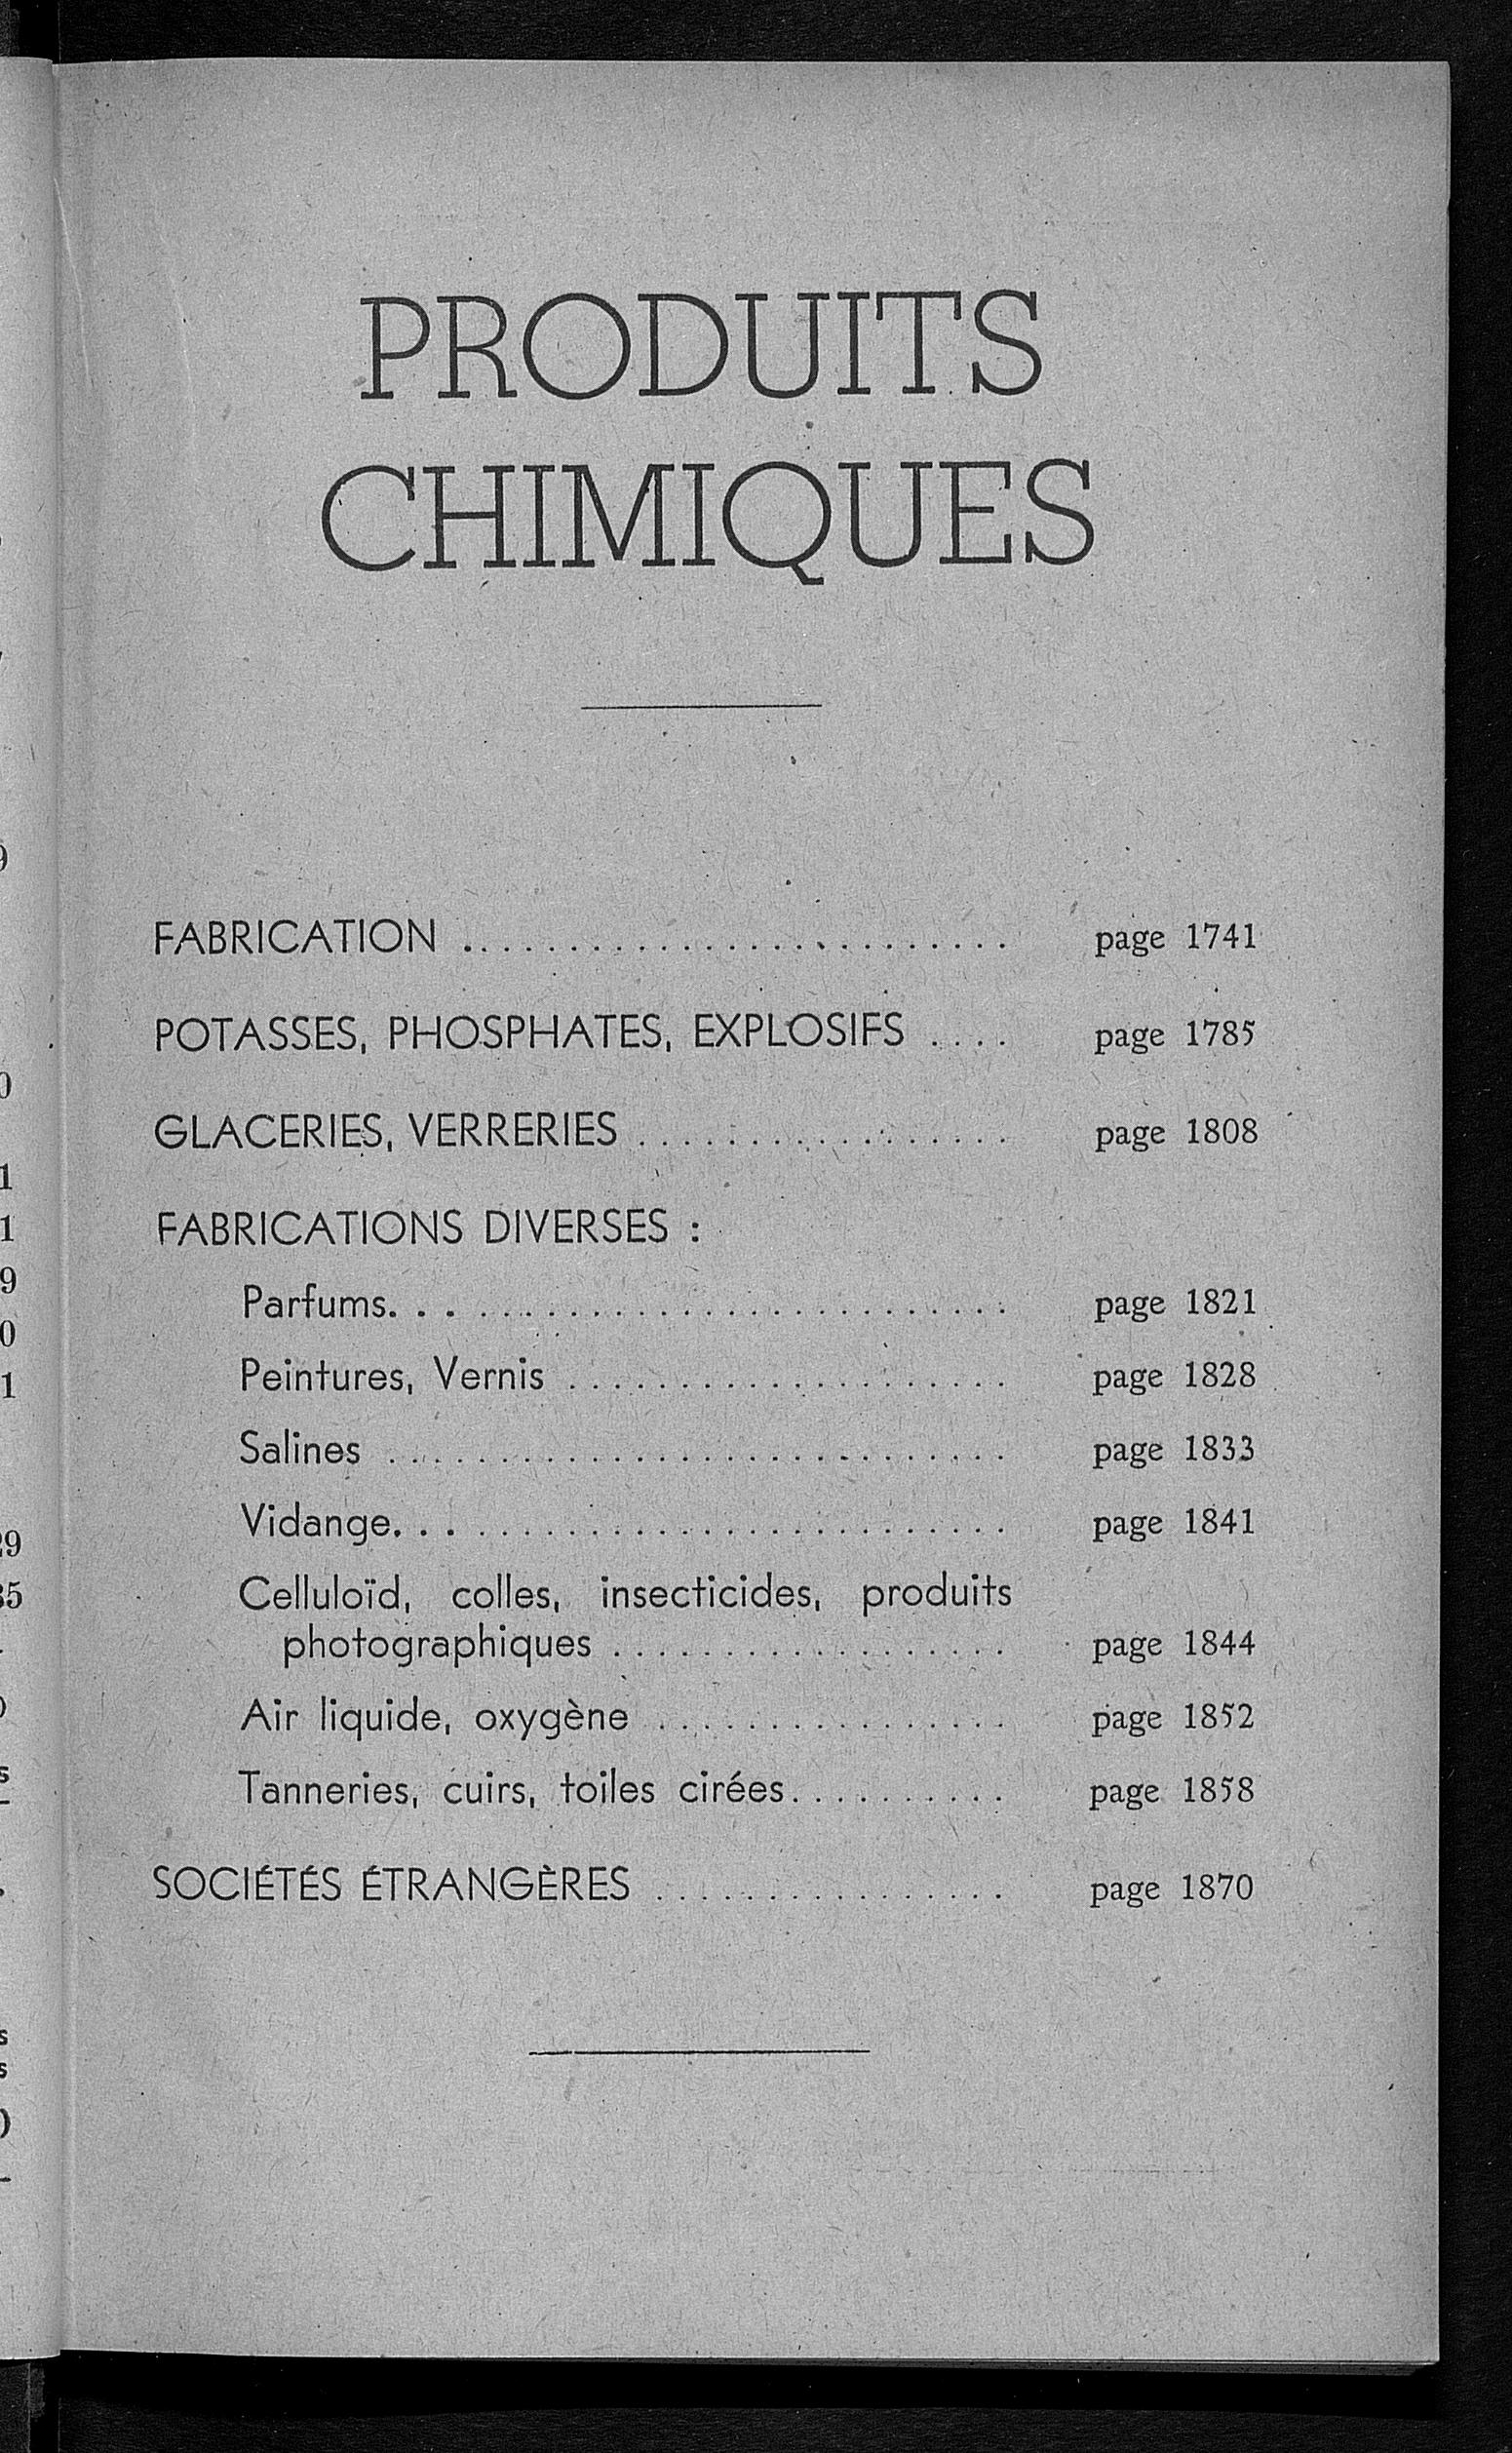 PRODUITS
CHIMIQUES
FABRICATION .......................... page 1741
POTASSES, PHOSPHATES, EXPLOSIFS .... page 1785
GLACERIES, VERRERIES ................. page 1808
FABRICATIONS DIVERSES :
Parfums............................. page 1821
Peintures, Vernis .................... page 1828
Salines ............................. page 1833
Vidange............................. page 1841
Celluloïd, colles, insecticides, produits
photographiques .................. page 1844
Air liquide, oxygène ................ page 1852
Tanneries, cuirs, toiles cirées.......... page 1858
SOCIÉTÉS ÉTRANGÈRES ................ page 1870